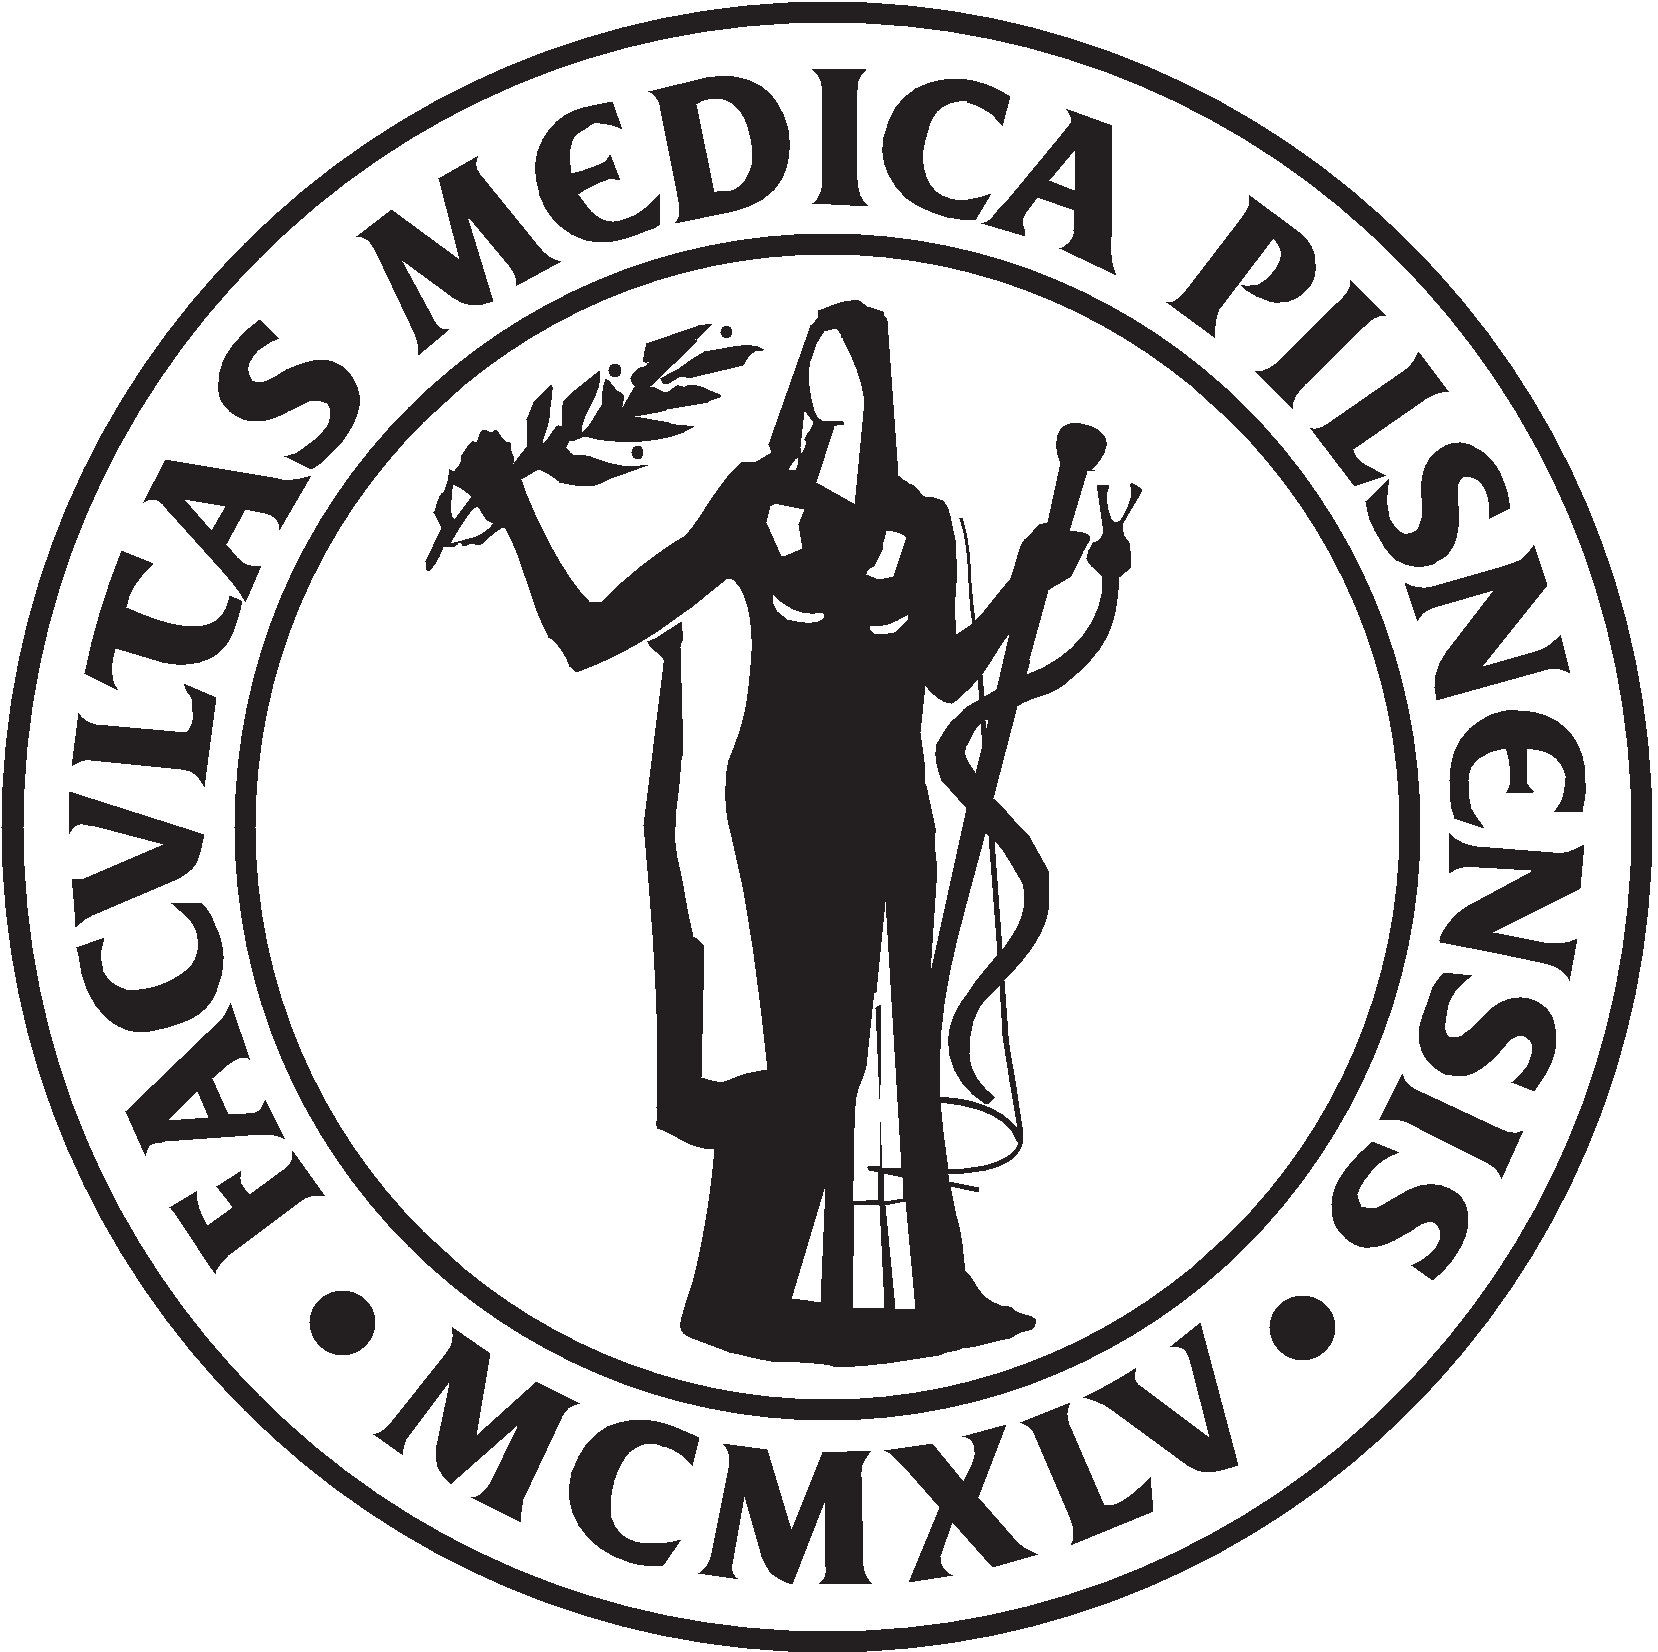 FACVLTAS MEDICA PILSNENSIS
• MCMXLV •